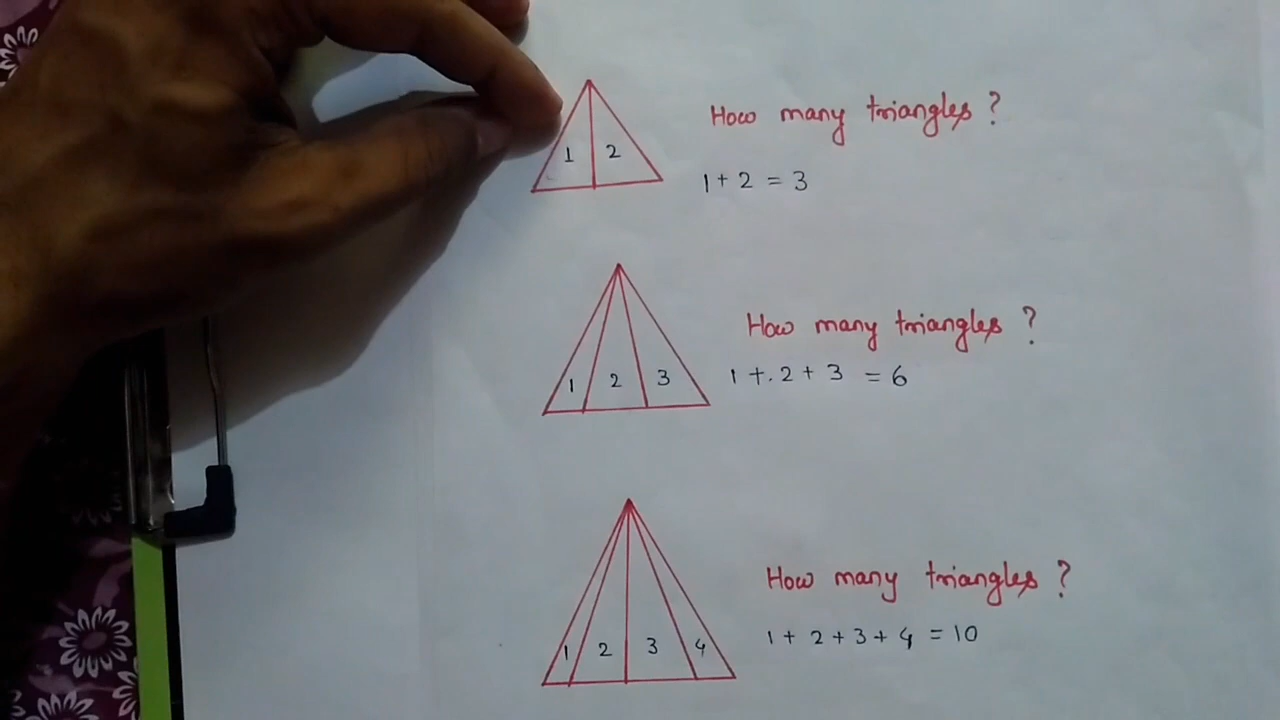 How many triangles ?
1 2
1 + 2 = 3
How many triangles ?
1 2 3
1 +. 2 + 3 = 6
How many triangles ?
1 2 3 4
1 + 2 + 3 + 4 = 10